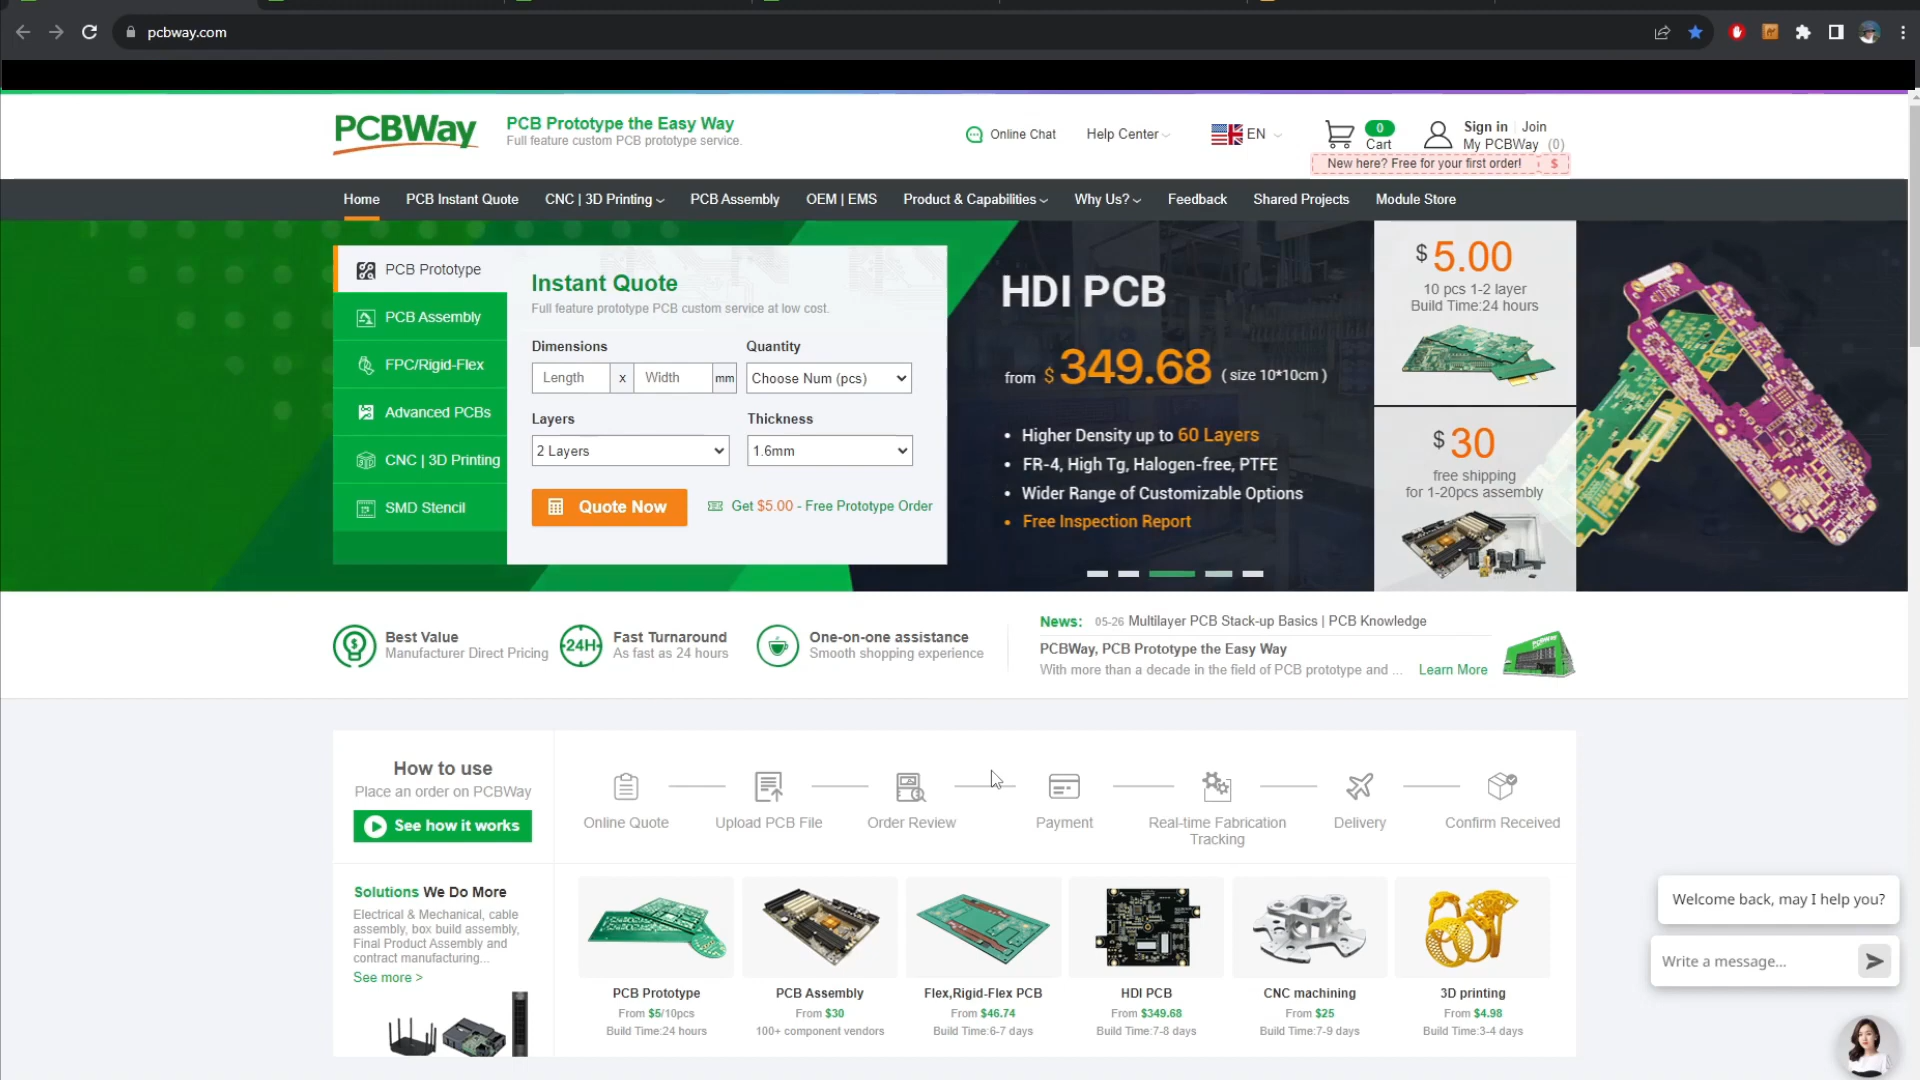 pcbway.com
PCBWay
PCB Prototype the Easy Way
Full feature custom PCB prototype service.
Online Chat
Help Center
EN
0
Cart
Sign in
Join
My PCBWay (0)
New here? Free for your first order! $
Home
PCB Instant Quote
CNC | 3D Printing
PCB Assembly
OEM | EMS
Product & Capabilities
Why Us?
Feedback
Shared Projects
Module Store
PCB Prototype
PCB Assembly
FPC/Rigid-Flex
Advanced PCBs
CNC | 3D Printing
SMD Stencil
Instant Quote
Full feature prototype PCB custom service at low cost.
Dimensions
Quantity
Length x Width mm
Choose Num (pcs)
Layers
Thickness
2 Layers
1.6mm
Quote Now
Get $5.00 - Free Prototype Order
HDI PCB
from $ 349.68 ( size 10*10cm )
• Higher Density up to 60 Layers
• FR-4, High Tg, Halogen-free, PTFE
• Wider Range of Customizable Options
• Free Inspection Report
$ 5.00
10 pcs 1-2 layer
Build Time:24 hours
$ 30
free shipping
for 1-20pcs assembly
Best Value
Manufacturer Direct Pricing
24H
Fast Turnaround
As fast as 24 hours
One-on-one assistance
Smooth shopping experience
News: 05-26 Multilayer PCB Stack-up Basics | PCB Knowledge
PCBWay, PCB Prototype the Easy Way
With more than a decade in the field of PCB prototype and ... Learn More
How to use
Place an order on PCBWay
See how it works
Online Quote
Upload PCB File
Order Review
Payment
Real-time Fabrication
Tracking
Delivery
Confirm Received
Solutions We Do More
Electrical & Mechanical, cable
assembly, box build assembly,
Final Product Assembly and
contract manufacturing...
See more >
PCB Prototype
From $5/10pcs
Build Time:24 hours
PCB Assembly
From $30
100+ component vendors
Flex,Rigid-Flex PCB
From $46.74
Build Time:6-7 days
HDI PCB
From $349.68
Build Time:7-8 days
CNC machining
From $25
Build Time:7-9 days
3D printing
From $4.98
Build Time:3-4 days
Welcome back, may I help you?
Write a message...